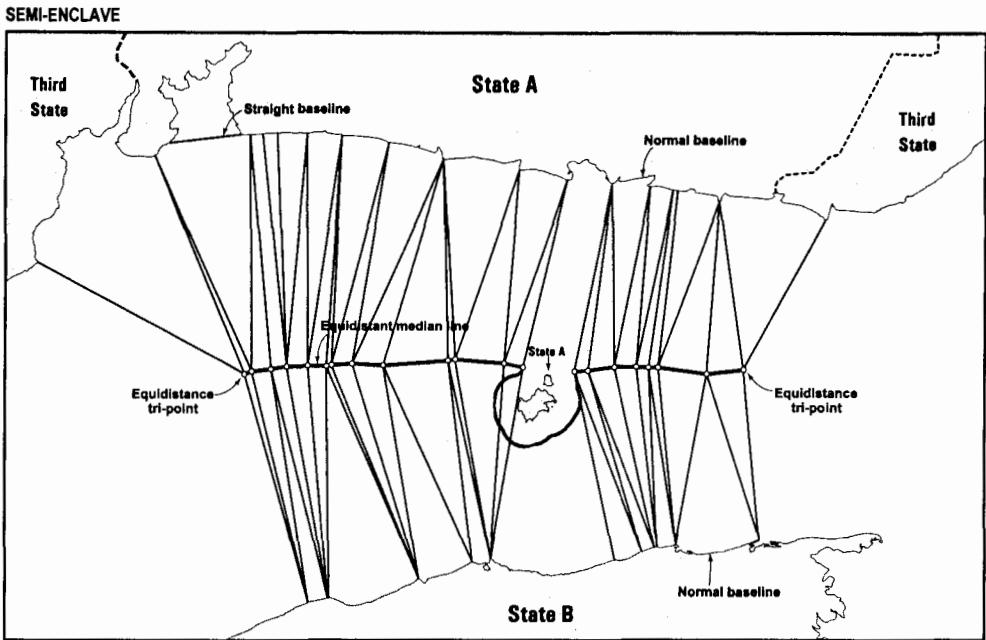 SEMI-ENCLAVE
Third
State
State A
Third
State
Straight baseline
Normal baseline
Equidistant median line
State A
Equidistance
tri-point
Equidistance
tri-point
Normal baseline
State B